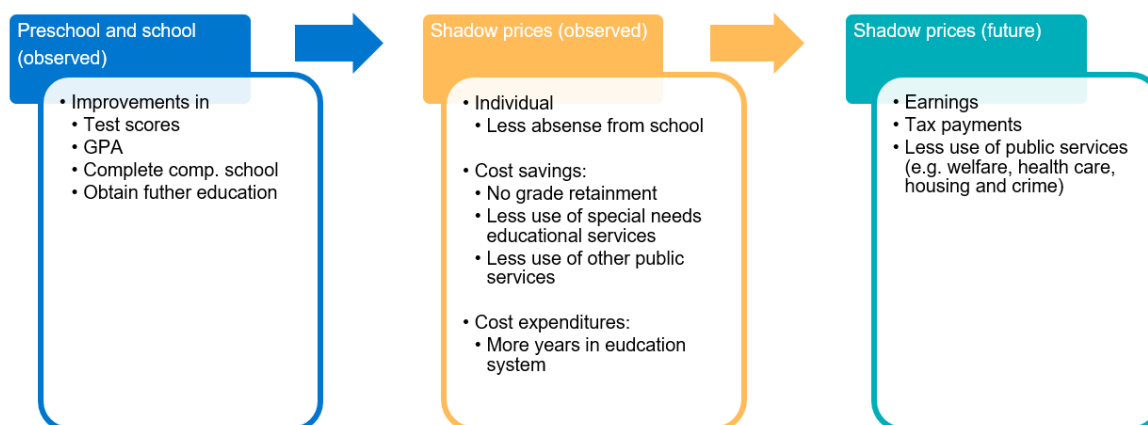 Preschool and school
(observed)
• Improvements in
• Test scores
• GPA
• Complete comp. school
• Obtain futher education
Shadow prices (observed)
• Individual
• Less absense from school
• Cost savings:
• No grade retainment
• Less use of special needs
educational services
• Less use of other public
services
• Cost expenditures:
• More years in eudcation
system
Shadow prices (future)
• Earnings
• Tax payments
• Less use of public services
(e.g. welfare, health care,
housing and crime)